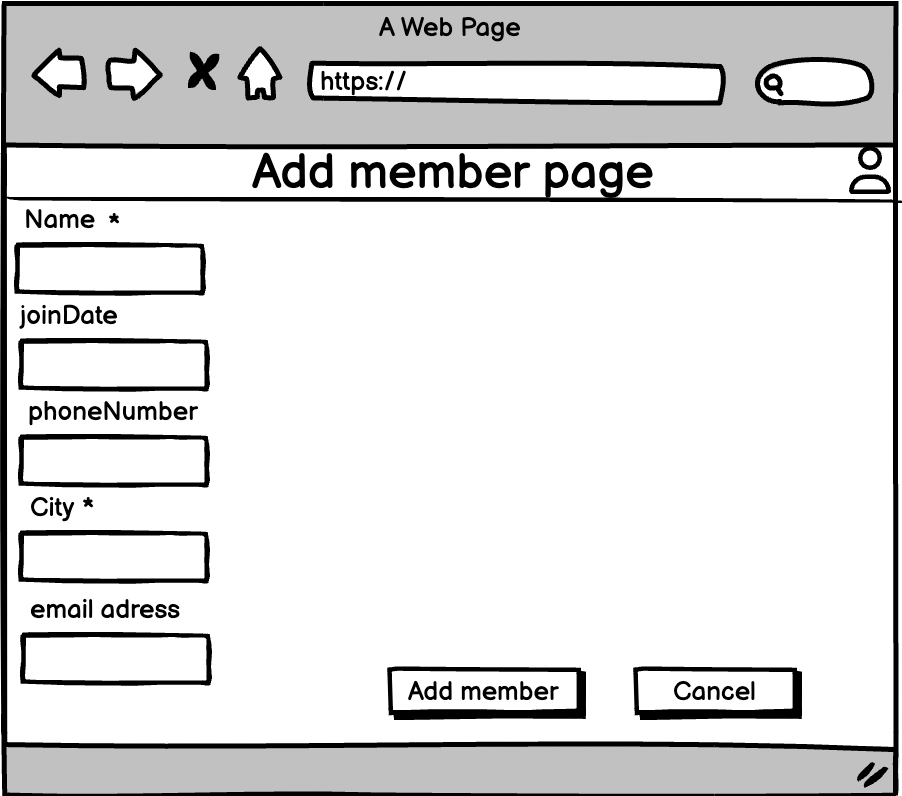 A Web Page
https://
Add member page
Name *
joinDate
phoneNumber
City *
email adress
Add member
Cancel